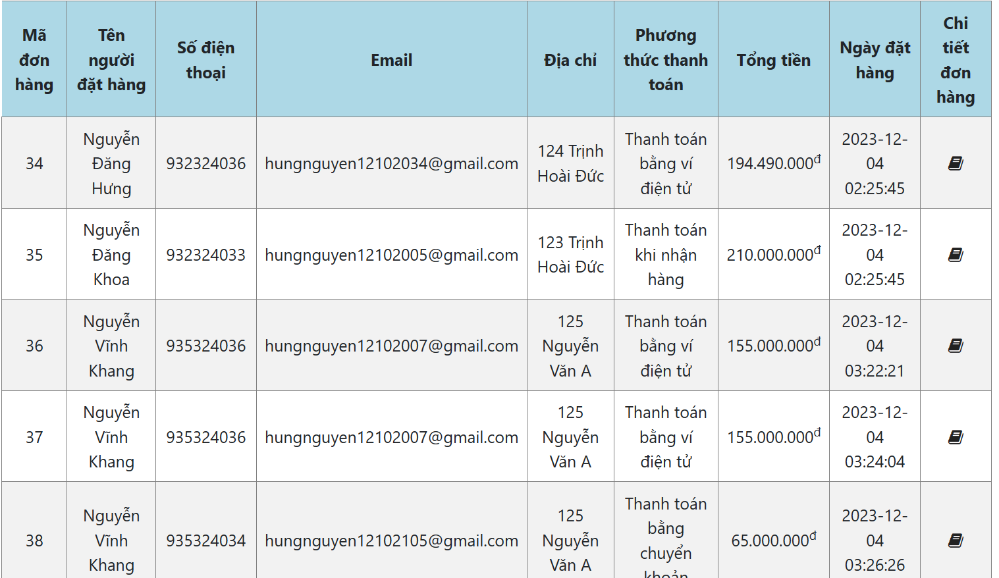 Mã đơn hàng
Tên người đặt hàng
Số điện thoại
Email
Địa chỉ
Phương thức thanh toán
Tổng tiền
Ngày đặt hàng
Chi tiết đơn hàng
34
Nguyễn Đăng Hưng
932324036
hungnguyen12102034@gmail.com
124 Trịnh Hoài Đức
Thanh toán bằng ví điện tử
194.490.000đ
2023-12-04 02:25:45
35
Nguyễn Đăng Khoa
932324033
hungnguyen12102005@gmail.com
123 Trịnh Hoài Đức
Thanh toán khi nhận hàng
210.000.000đ
2023-12-04 02:25:45
36
Nguyễn Vĩnh Khang
935324036
hungnguyen12102007@gmail.com
125 Nguyễn Văn A
Thanh toán bằng ví điện tử
155.000.000đ
2023-12-04 03:22:21
37
Nguyễn Vĩnh Khang
935324036
hungnguyen12102007@gmail.com
125 Nguyễn Văn A
Thanh toán bằng ví điện tử
155.000.000đ
2023-12-04 03:24:04
38
Nguyễn Vĩnh Khang
935324034
hungnguyen12102105@gmail.com
125 Nguyễn Văn A
Thanh toán bằng chuyển khoản
65.000.000đ
2023-12-04 03:26:26